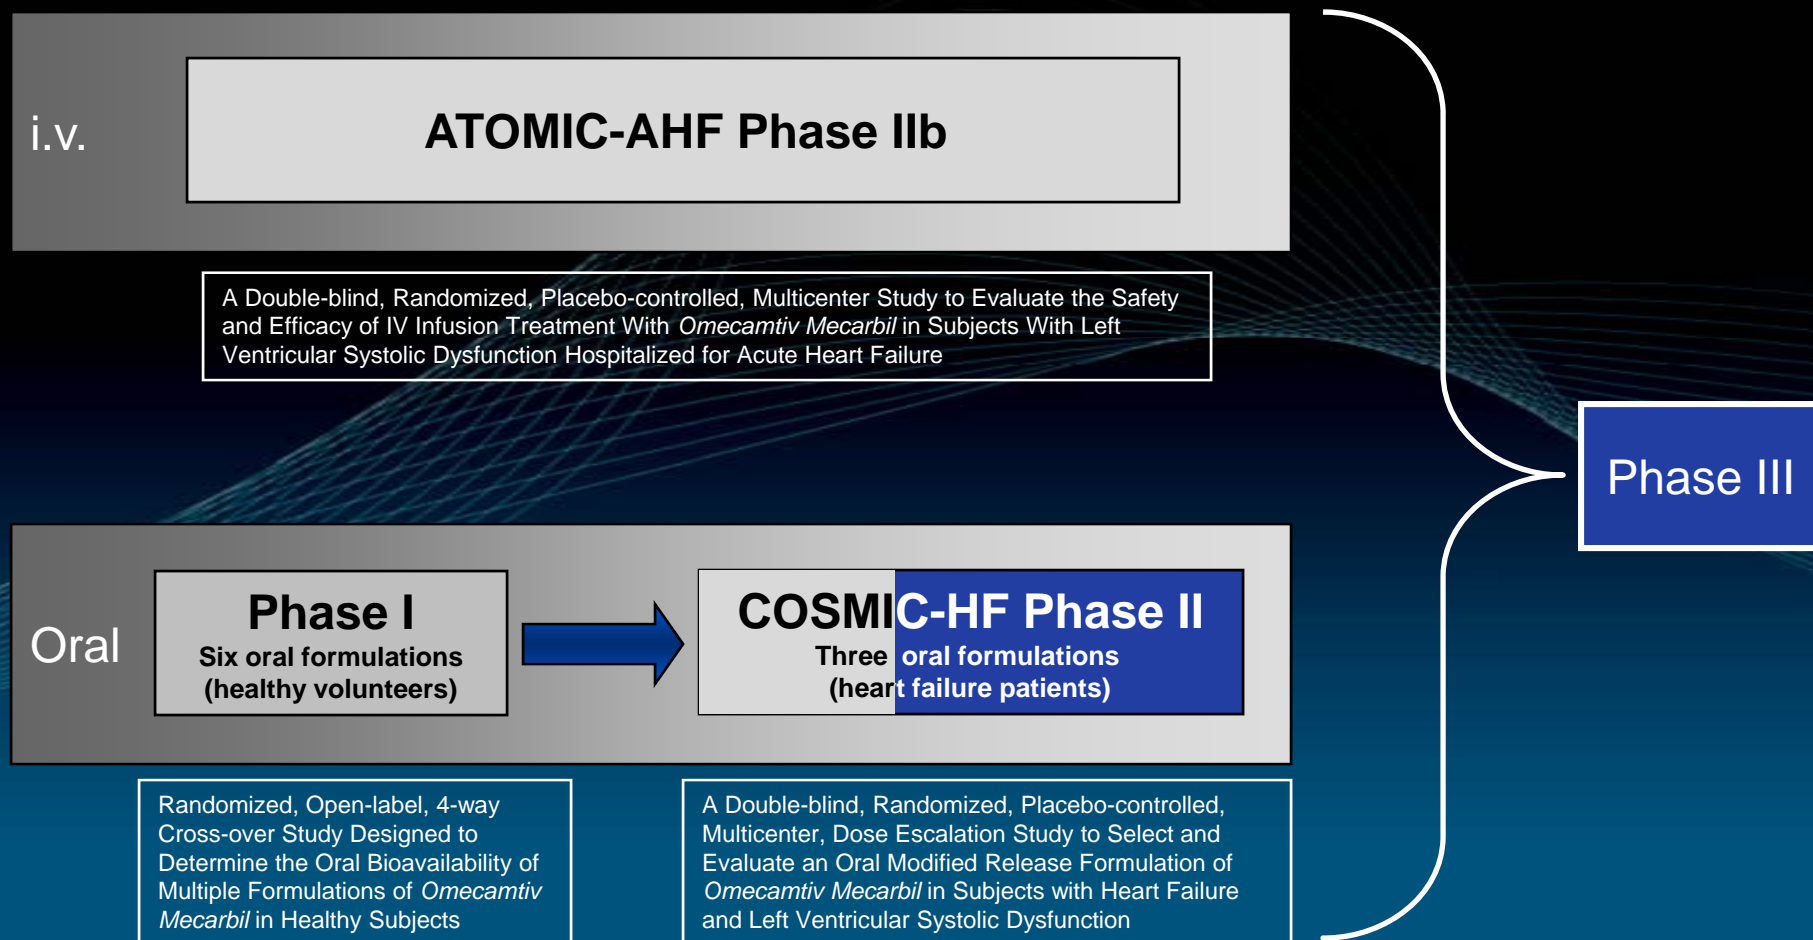 i.v.
ATOMIC-AHF Phase IIb
A Double-blind, Randomized, Placebo-controlled, Multicenter Study to Evaluate the Safety
and Efficacy of IV Infusion Treatment With Omecamtiv Mecarbil in Subjects With Left
Ventricular Systolic Dysfunction Hospitalized for Acute Heart Failure
Phase III
Oral
Phase I
Six oral formulations
(healthy volunteers)
COSMIC-HF Phase II
Three oral formulations
(heart failure patients)
Randomized, Open-label, 4-way
Cross-over Study Designed to
Determine the Oral Bioavailability of
Multiple Formulations of Omecamtiv
Mecarbil in Healthy Subjects
A Double-blind, Randomized, Placebo-controlled,
Multicenter, Dose Escalation Study to Select and
Evaluate an Oral Modified Release Formulation of
Omecamtiv Mecarbil in Subjects with Heart Failure
and Left Ventricular Systolic Dysfunction